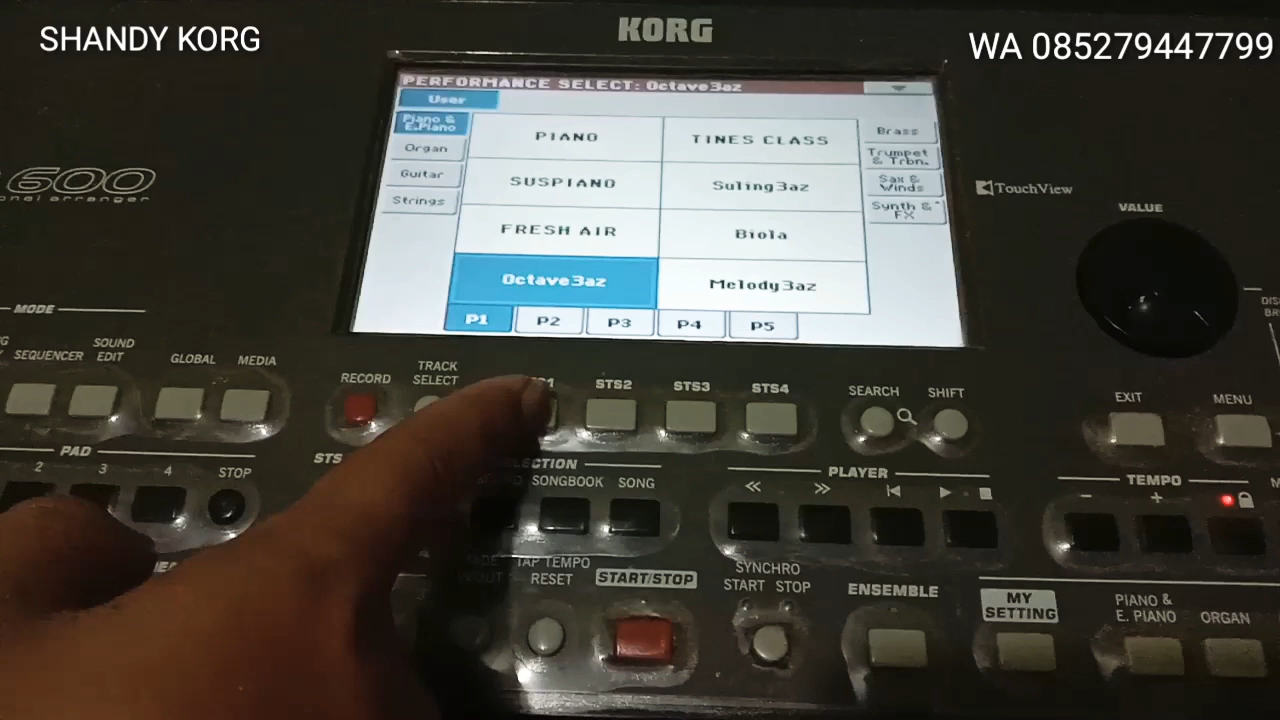 SHANDY KORG
KORG
WA 085279447799
PERFORMANCE SELECT: Octave3az
User
Piano &
E.Piano
Organ
Guitar
Strings
PIANO
TINES CLASS
SUSPIANO
Suling3az
FRESH AIR
Biola
Octave3az
Melody3az
Brass
Trumpet
& Trbn.
Sax &
Winds
Synth &
FX
P1
P2
P3
P4
P5
600
TouchView
VALUE
MODE
SEQUENCER
SOUND
EDIT
GLOBAL
MEDIA
RECORD
TRACK
SELECT
STS2
STS3
STS4
SEARCH
SHIFT
EXIT
MENU
PAD
2
3
4
STOP
STS
SONGBOOK
SONG
PLAYER
TEMPO
-
+
TAP TEMPO
RESET
START/STOP
SYNCHRO
START STOP
ENSEMBLE
MY
SETTING
PIANO &
E. PIANO
ORGAN